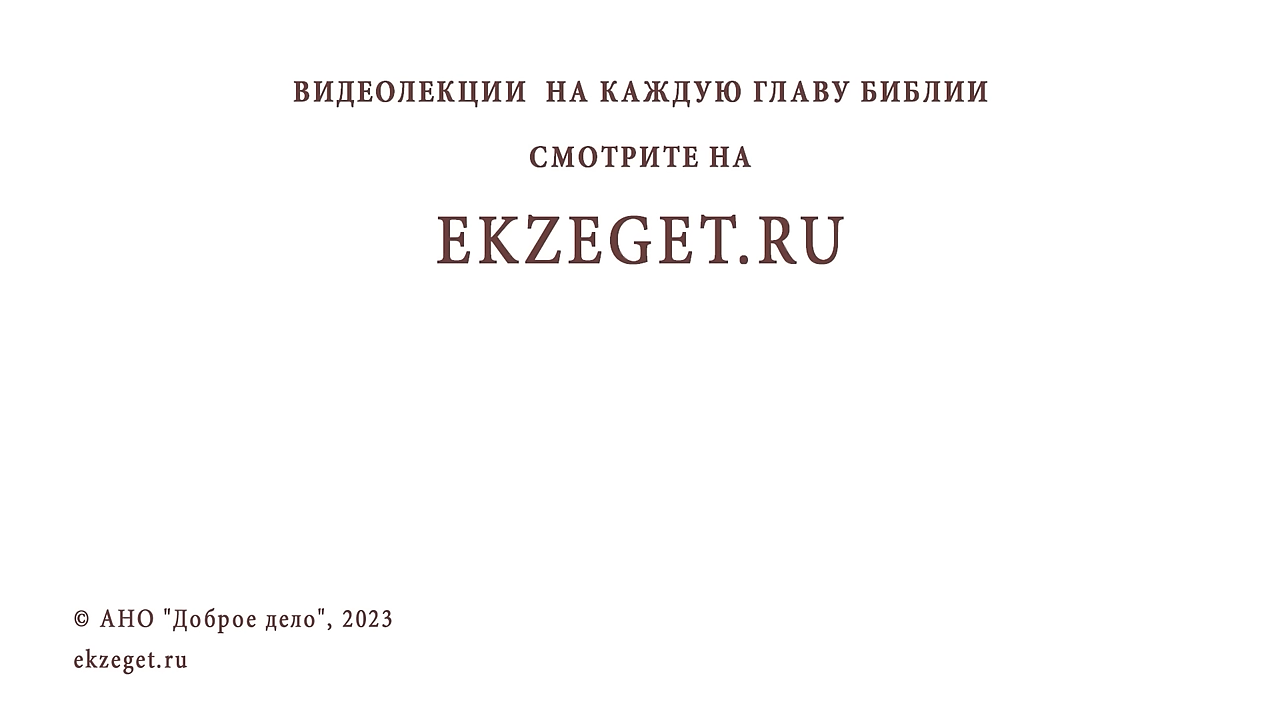 ВИДЕОЛЕКЦИИ НА КАЖДУЮ ГЛАВУ БИБЛИИ
СМОТРИТЕ НА
EKZEGET.RU
© АНО "Доброе дело", 2023
ekzeget.ru